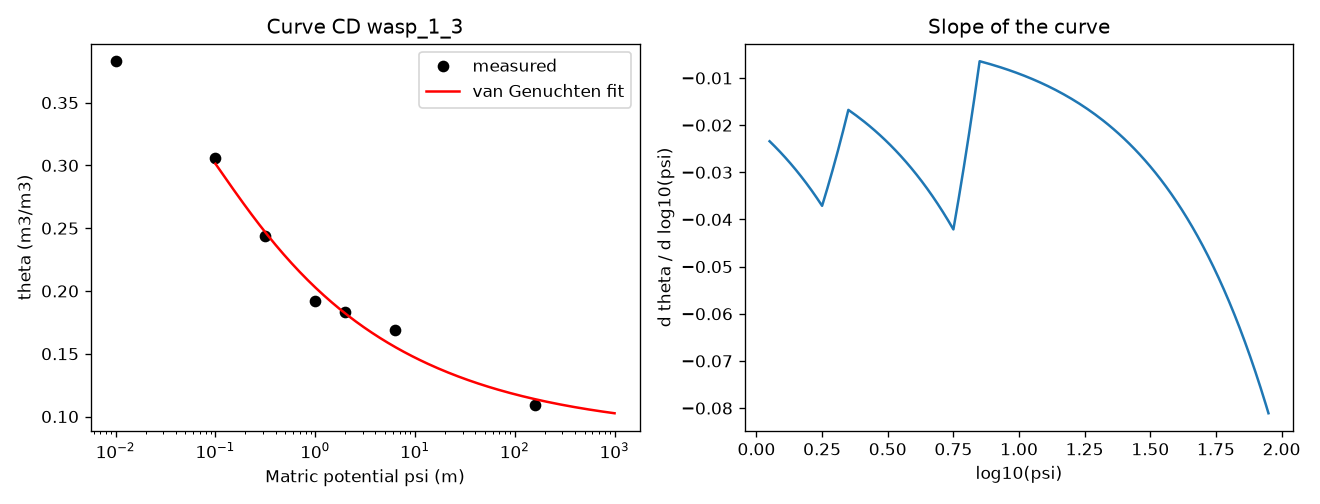 Curve CD wasp_1_3
measured
van Genuchten fit
theta (m3/m3)
0.35
0.30
0.25
0.20
0.15
0.10
10⁻² 10⁻¹ 10⁰ 10¹ 10² 10³
Matric potential psi (m)
Slope of the curve
d theta / d log10(psi)
−0.01
−0.02
−0.03
−0.04
−0.05
−0.06
−0.07
−0.08
0.00 0.25 0.50 0.75 1.00 1.25 1.50 1.75 2.00
log10(psi)